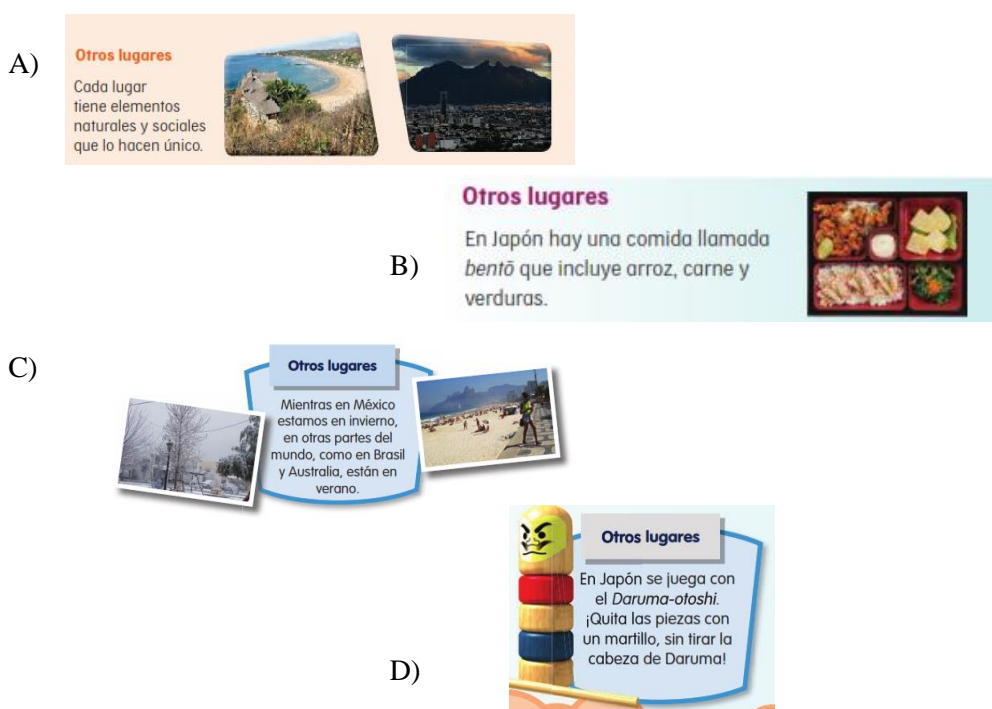 A)
Otros lugares
Cada lugar
tiene elementos
naturales y sociales
que lo hacen único.
B)
Otros lugares
En Japón hay una comida llamada
bentō que incluye arroz, carne y
verduras.
C)
Otros lugares
Mientras en México
estamos en invierno,
en otras partes del
mundo, como en Brasil
y Australia, están en
verano.
D)
Otros lugares
En Japón se juega con
el Daruma-otoshi.
¡Quita las piezas con
un martillo, sin tirar la
cabeza de Daruma!